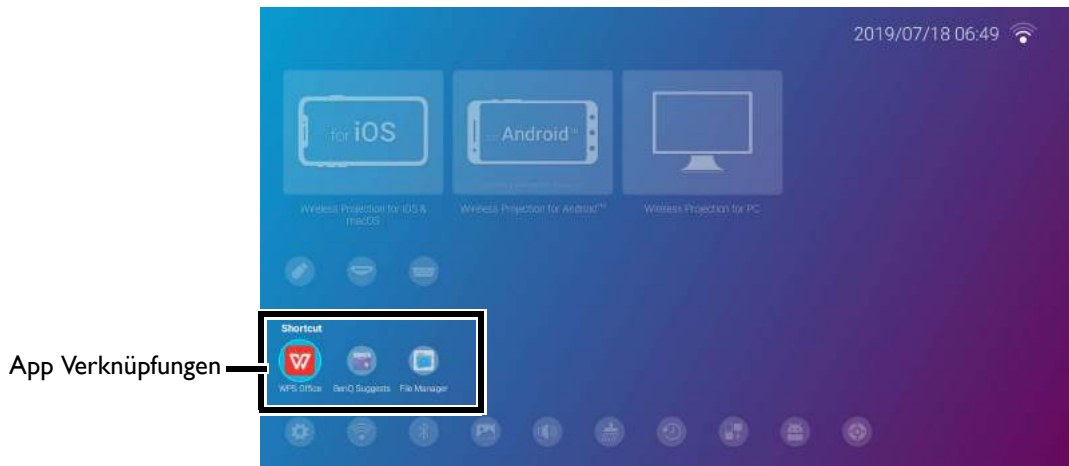 2019/07/18 06:49
for iOS
Android™
Wireless Projection for iOS &
macOS
Wireless Projection for Android™
Wireless Projection for PC
Shortcut
App Verknüpfungen
WPS Office
BenQ Suggests
File Manager